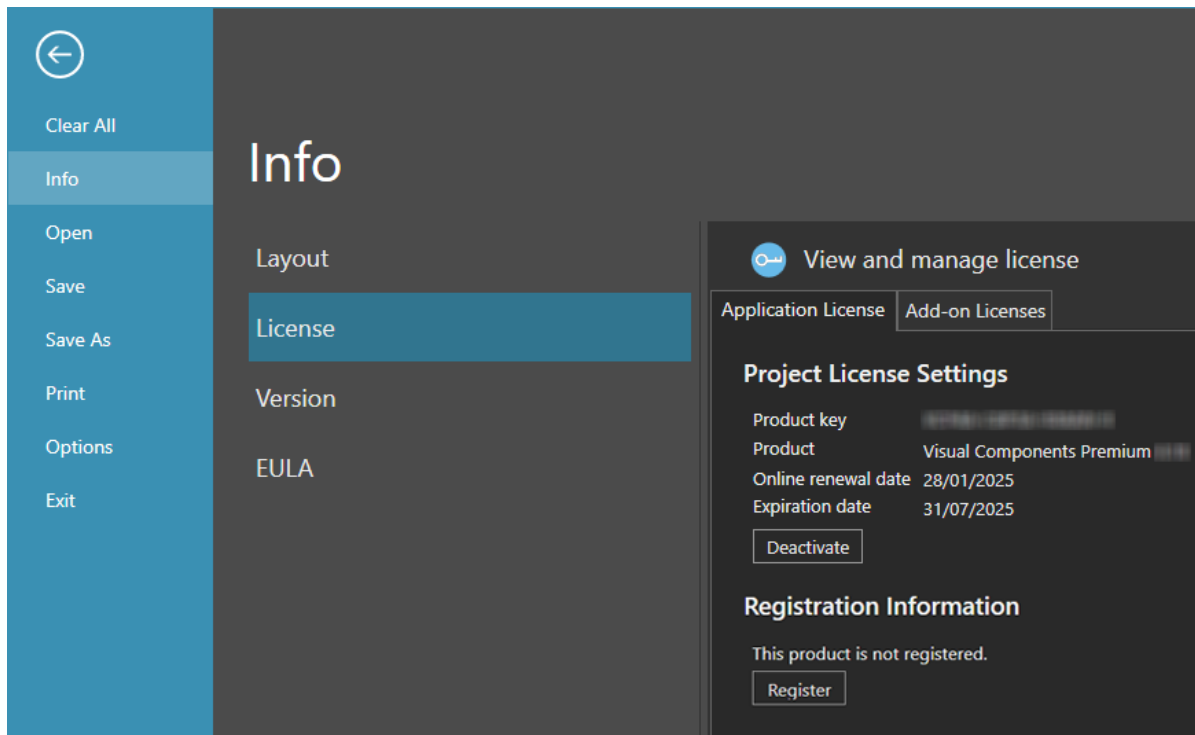 Clear All
Info
Open
Save
Save As
Print
Options
Exit
Info
Layout
License
Version
EULA
View and manage license
Application License Add-on Licenses
Project License Settings
Product key
Product Visual Components Premium
Online renewal date 28/01/2025
Expiration date 31/07/2025
Deactivate
Registration Information
This product is not registered.
Register